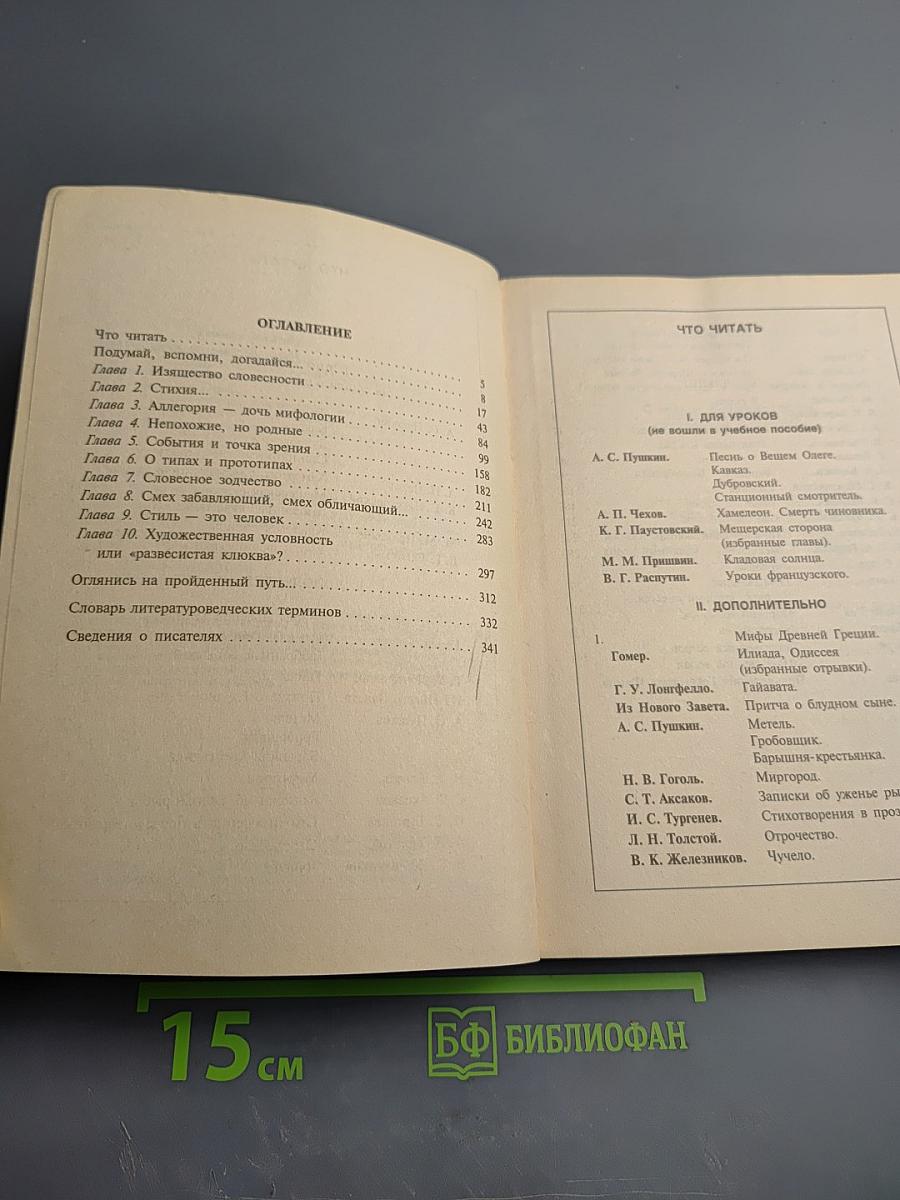 ОГЛАВЛЕНИЕ
Что читать . . . 5
Подумай, вспомни, догадайся... . . . 8
Глава 1. Изящество словесности . . . 17
Глава 2. Стихия... . . . 43
Глава 3. Аллегория — дочь мифологии . . . 84
Глава 4. Непохожие, но родные . . . 99
Глава 5. События и точка зрения . . . 158
Глава 6. О типах и прототипах . . . 182
Глава 7. Словесное зодчество . . . 211
Глава 8. Смех забавляющий, смех обличающий... . . . 242
Глава 9. Стиль — это человек . . . 283
Глава 10. Художественная условность
или «развесистая клюква»? . . . 297
Оглянись на пройденный путь... . . . 312
Словарь литературоведческих терминов . . . 332
Сведения о писателях . . . 341
ЧТО ЧИТАТЬ
I. ДЛЯ УРОКОВ
(не вошли в учебное пособие)
А. С. Пушкин. Песнь о Вещем Олеге.
Кавказ.
Дубровский.
Станционный смотритель.
А. П. Чехов. Хамелеон. Смерть чиновника.
К. Г. Паустовский. Мещерская сторона
(избранные главы).
М. М. Пришвин. Кладовая солнца.
В. Г. Распутин. Уроки французского.
II. ДОПОЛНИТЕЛЬНО
1. Мифы Древней Греции.
Гомер. Илиада, Одиссея
(избранные отрывки).
Г. У. Лонгфелло. Гайавата.
Из Нового Завета. Притча о блудном сыне.
А. С. Пушкин. Метель.
Гробовщик.
Барышня-крестьянка.
Н. В. Гоголь. Миргород.
С. Т. Аксаков. Записки об уженье ры
И. С. Тургенев. Стихотворения в проз
Л. Н. Толстой. Отрочество.
В. К. Железников. Чучело.
15 см
БФ БИБЛИОФАН